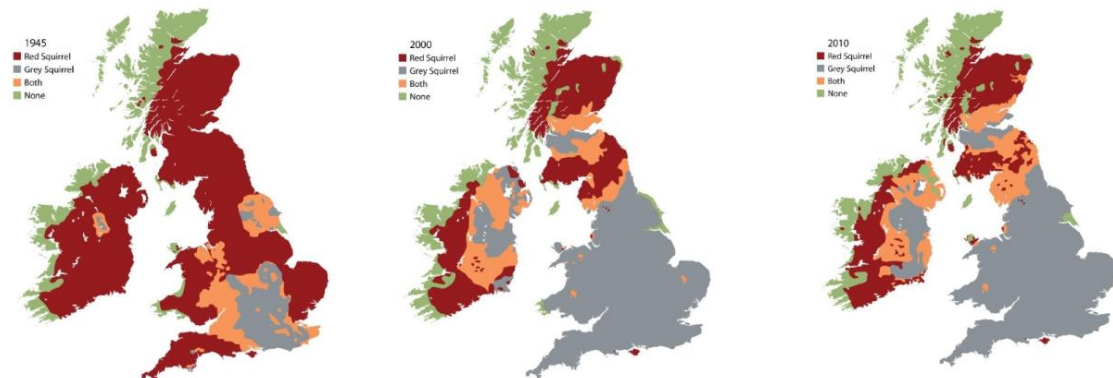 1945
Red Squirrel
Grey Squirrel
Both
None
2000
Red Squirrel
Grey Squirrel
Both
None
2010
Red Squirrel
Grey Squirrel
Both
None